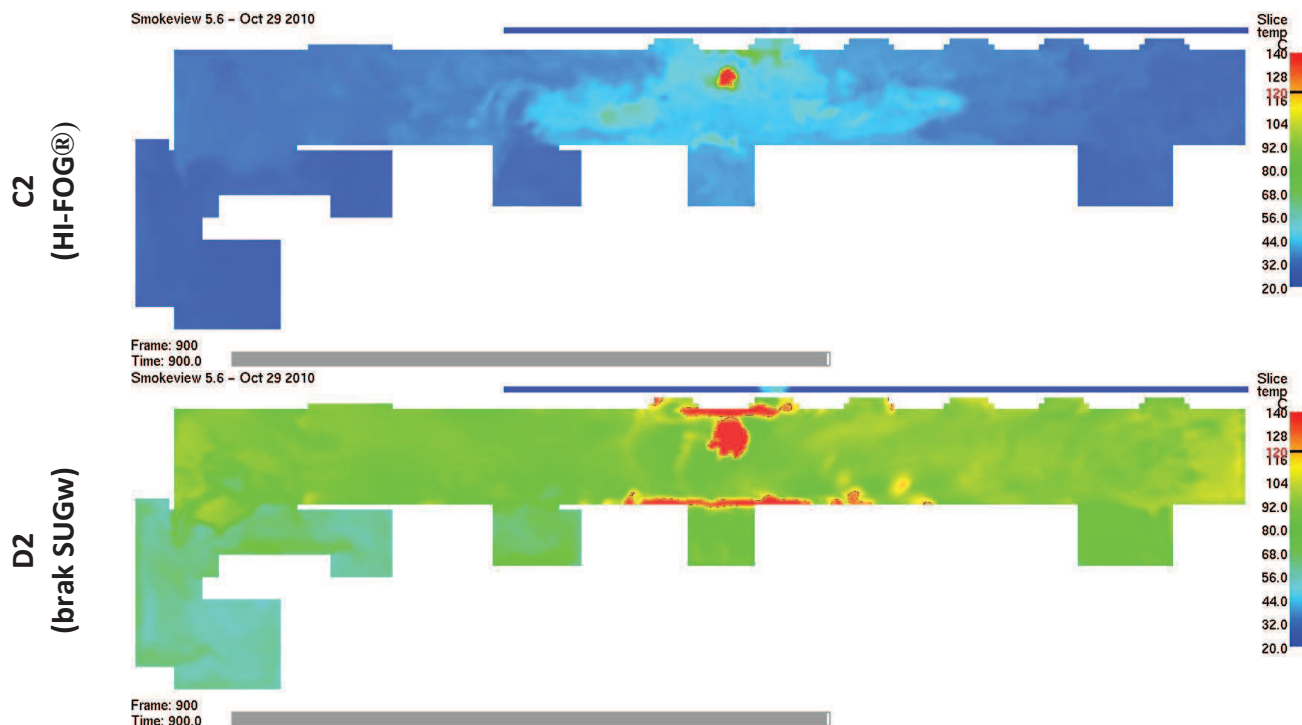 Smokeview 5.6 - Oct 29 2010
Slice
temp
C
140
128
120
116
104
92.0
80.0
68.0
56.0
44.0
32.0
20.0
C2
(HI-FOG®)
Frame: 900
Time: 900.0
Smokeview 5.6 - Oct 29 2010
Slice
temp
C
140
128
120
116
104
92.0
80.0
68.0
56.0
44.0
32.0
20.0
D2
(brak SUGw)
Frame: 900
Time: 900.0